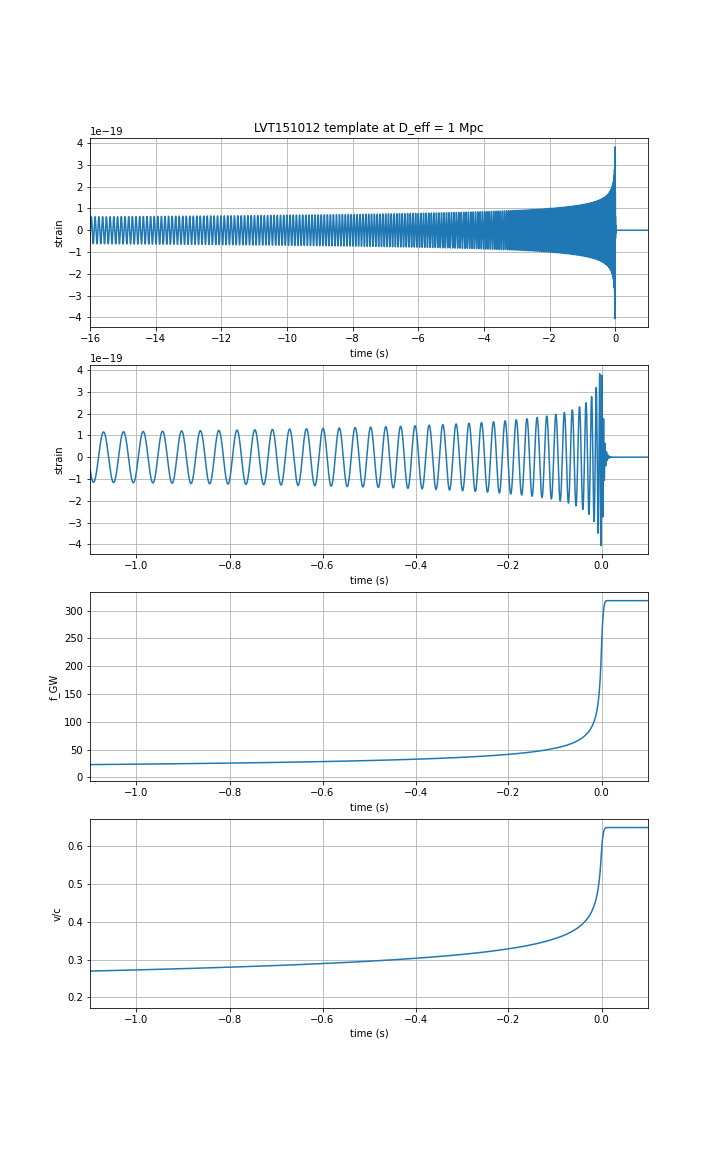 LVT151012 template at D_eff = 1 Mpc
1e−19
4
3
2
1
0
−1
−2
−3
−4
strain
−16 −14 −12 −10 −8 −6 −4 −2 0
time (s)
1e−19
4
3
2
1
0
−1
−2
−3
−4
strain
−1.0 −0.8 −0.6 −0.4 −0.2 0.0
time (s)
300
250
200
150
100
50
0
f_GW
−1.0 −0.8 −0.6 −0.4 −0.2 0.0
time (s)
0.6
0.5
0.4
0.3
0.2
v/c
−1.0 −0.8 −0.6 −0.4 −0.2 0.0
time (s)